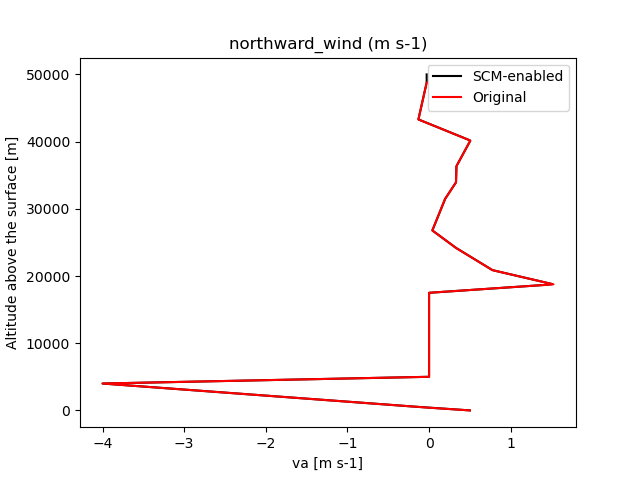 northward_wind (m s-1)
50000
40000
30000
20000
10000
0
Altitude above the surface [m]
SCM-enabled
Original
−4
−3
−2
−1
0
1
va [m s-1]